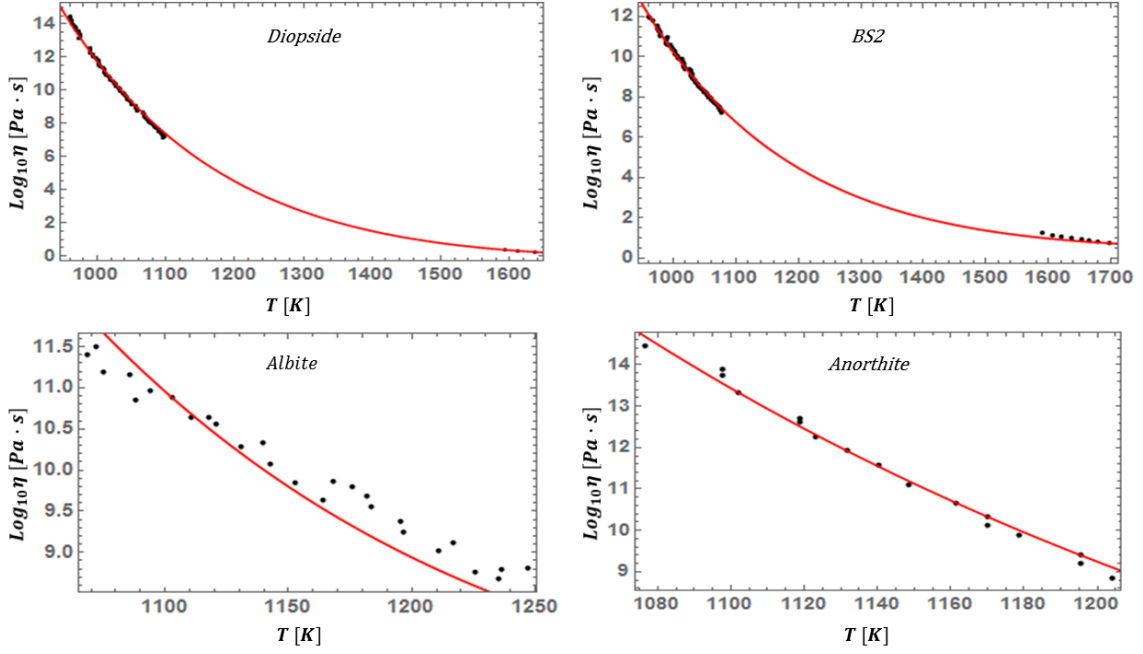 Diopside
Log₁₀η [Pa · s]
14
12
10
8
6
4
2
0
1000 1100 1200 1300 1400 1500 1600
T [K]
BS2
Log₁₀η [Pa · s]
12
10
8
6
4
2
0
1000 1100 1200 1300 1400 1500 1600 1700
T [K]
Albite
Log₁₀η [Pa · s]
11.5
11.0
10.5
10.0
9.5
9.0
1100 1150 1200 1250
T [K]
Anorthite
Log₁₀η [Pa · s]
14
13
12
11
10
9
1080 1100 1120 1140 1160 1180 1200
T [K]